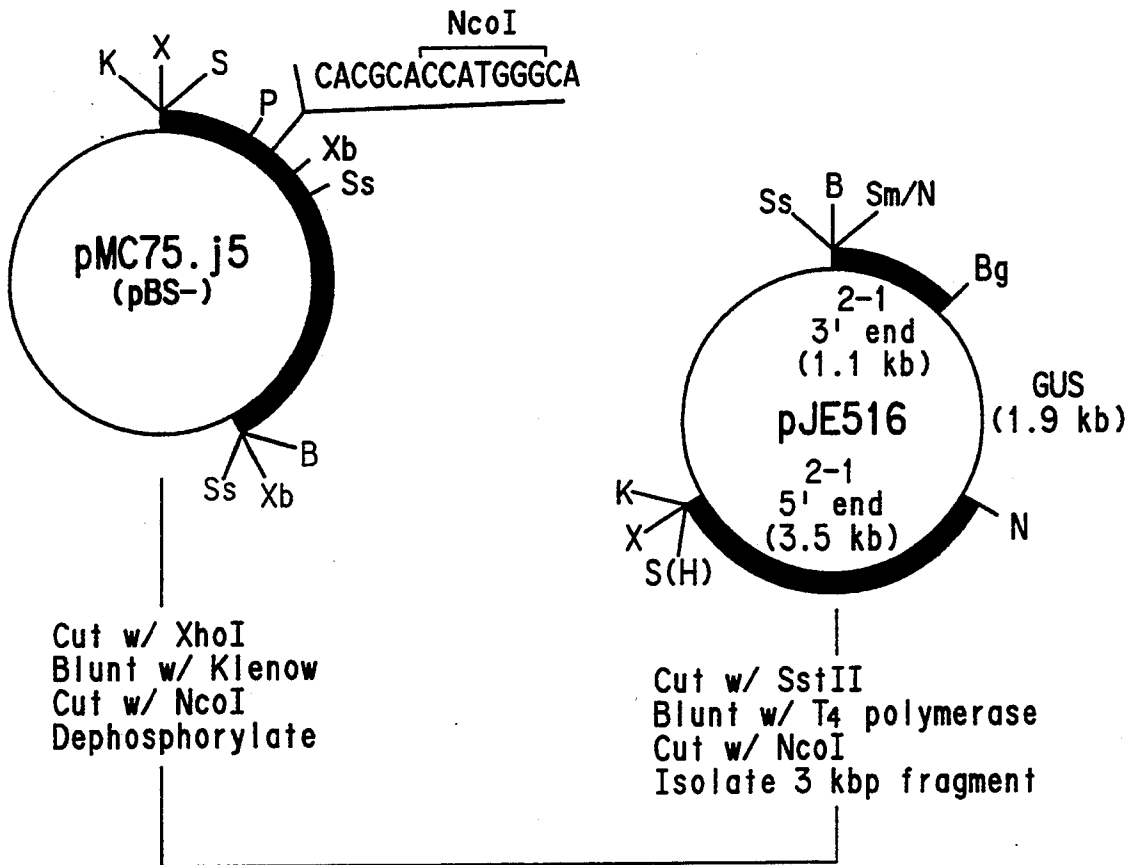 NcoI
CACGCACCATGGGCA
K X S
P
Xb
Ss
pMC75.j5
(pBS-)
B
Xb
Ss
Cut w/ XhoI
Blunt w/ Klenow
Cut w/ NcoI
Dephosphorylate
Ss B Sm/N
Bg
2-1
3' end
(1.1 kb)
GUS
(1.9 kb)
pJE516
2-1
5' end
(3.5 kb)
K
X
S(H)
N
Cut w/ SstII
Blunt w/ T4 polymerase
Cut w/ NcoI
Isolate 3 kbp fragment